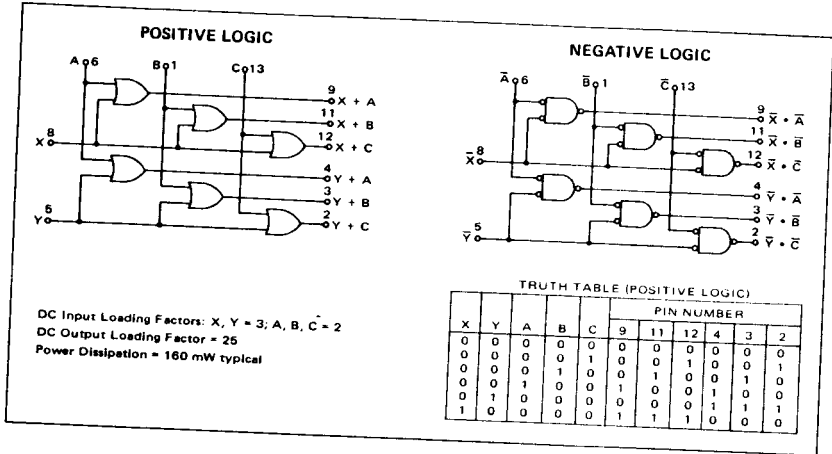 POSITIVE LOGIC
A 6 B 1 C 13
9 X + A
11 X + B
12 X + C
X 8
4 Y + A
3 Y + B
2 Y + C
Y 5
DC Input Loading Factors: X, Y = 3; A, B, C = 2
DC Output Loading Factor = 25
Power Dissipation = 160 mW typical
NEGATIVE LOGIC
A̅ 6 B̅ 1 C̅ 13
9 X̅ • A̅
11 X̅ • B̅
12 X̅ • C̅
X̅ 8
4 Y̅ • A̅
3 Y̅ • B̅
2 Y̅ • C̅
Y̅ 5
TRUTH TABLE (POSITIVE LOGIC)
PIN NUMBER
X Y A B C 9 11 12 4 3 2
0 0 0 0 0 0 0 0 0 0 0
0 0 0 0 1 0 0 1 0 0 1
0 0 0 1 0 0 1 0 0 1 0
0 0 1 0 0 1 0 0 1 0 0
0 1 0 0 0 0 0 0 1 1 1
1 0 0 0 0 1 1 1 0 0 0